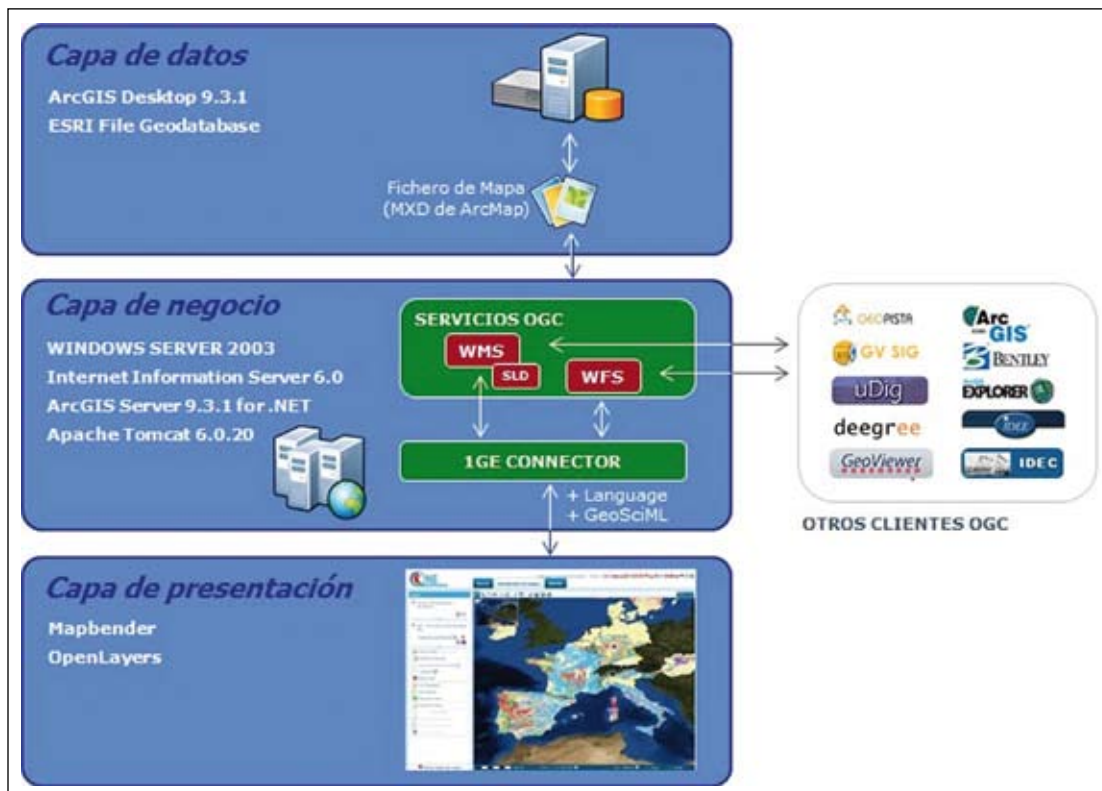 Capa de datos
ArcGIS Desktop 9.3.1
ESRI File Geodatabase
Fichero de Mapa
(MXD de ArcMap)
Capa de negocio
WINDOWS SERVER 2003
Internet Information Server 6.0
ArcGIS Server 9.3.1 for .NET
Apache Tomcat 6.0.20
SERVICIOS OGC
WMS
SLD
WFS
1GE CONNECTOR
+ Language
+ GeoSciML
GEOPISTA
Arc
GIS
GV SIG
BENTLEY
uDig
EXPLORER
deegree
IDEE
GeoViewer
IDEC
OTROS CLIENTES OGC
Capa de presentación
Mapbender
OpenLayers